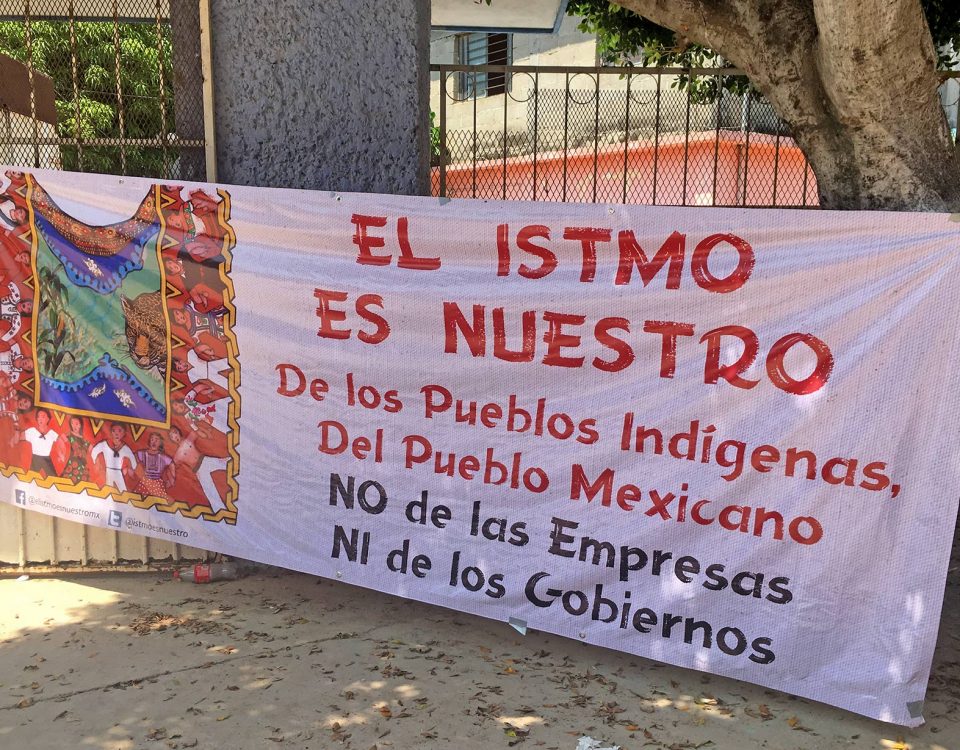 EL ISTMO
ES NUESTRO
De los Pueblos Indígenas,
Del Pueblo Mexicano
NO de las Empresas
NI de los Gobiernos
@elistmoesnuestromx
@istmoesnuestro